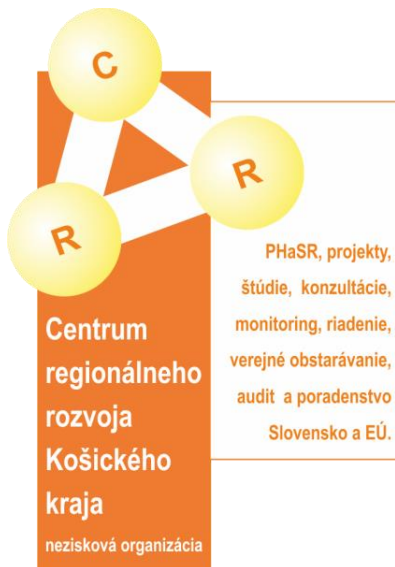 C
R
R
PHaSR, projekty,
štúdie, konzultácie,
monitoring, riadenie,
verejné obstarávanie,
audit a poradenstvo
Slovensko a EÚ.
Centrum
regionálneho
rozvoja
Košického
kraja
nezisková organizácia